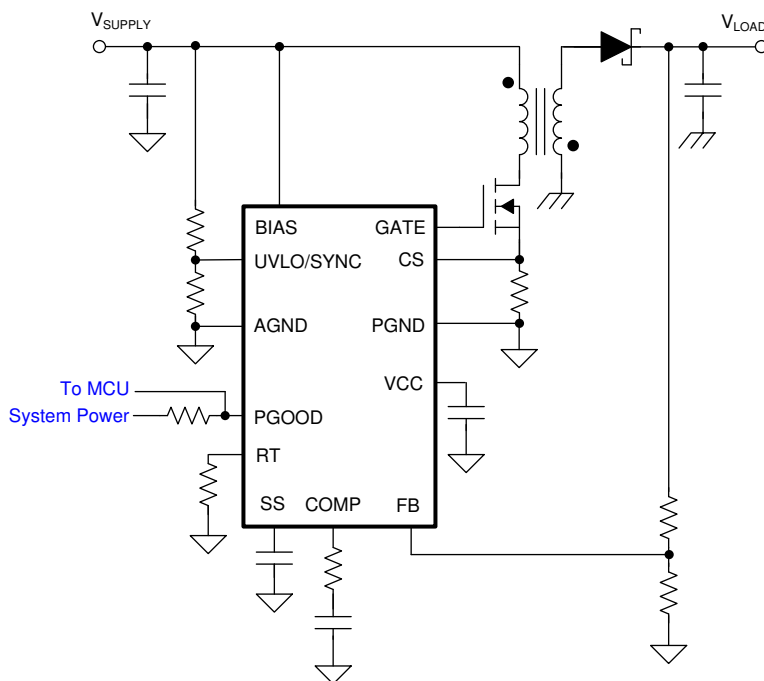 VSUPPLY
VLOAD
BIAS
GATE
UVLO/SYNC
CS
AGND
PGND
VCC
To MCU
System Power
PGOOD
RT
SS
COMP
FB